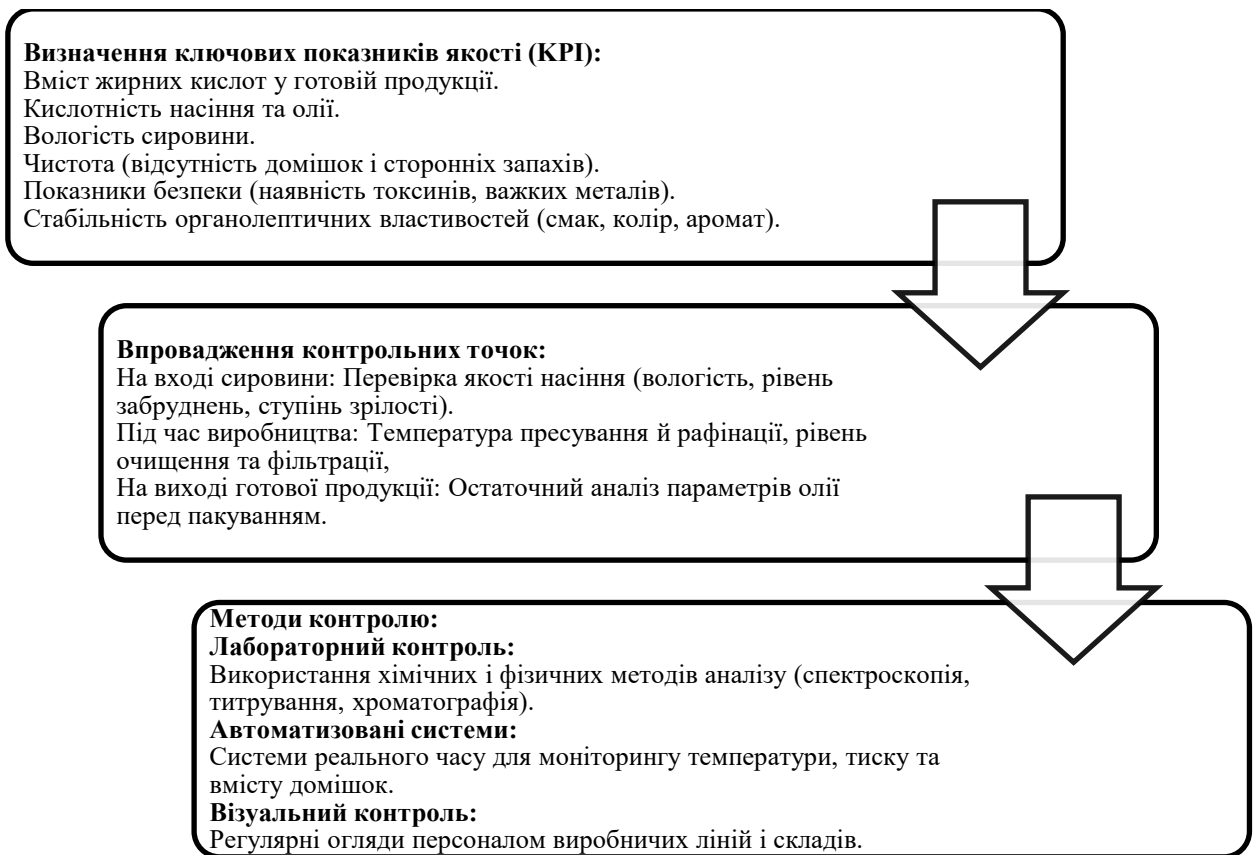 Визначення ключових показників якості (KPI):
Вміст жирних кислот у готовій продукції.
Кислотність насіння та олії.
Вологість сировини.
Чистота (відсутність домішок і сторонніх запахів).
Показники безпеки (наявність токсинів, важких металів).
Стабільність органолептичних властивостей (смак, колір, аромат).
Впровадження контрольних точок:
На вході сировини: Перевірка якості насіння (вологість, рівень
забруднень, ступінь зрілості).
Під час виробництва: Температура пресування й рафінації, рівень
очищення та фільтрації,
На виході готової продукції: Остаточний аналіз параметрів олії
перед пакуванням.
Методи контролю:
Лабораторний контроль:
Використання хімічних і фізичних методів аналізу (спектроскопія,
титрування, хроматографія).
Автоматизовані системи:
Системи реального часу для моніторингу температури, тиску та
вмісту домішок.
Візуальний контроль:
Регулярні огляди персоналом виробничих ліній і складів.